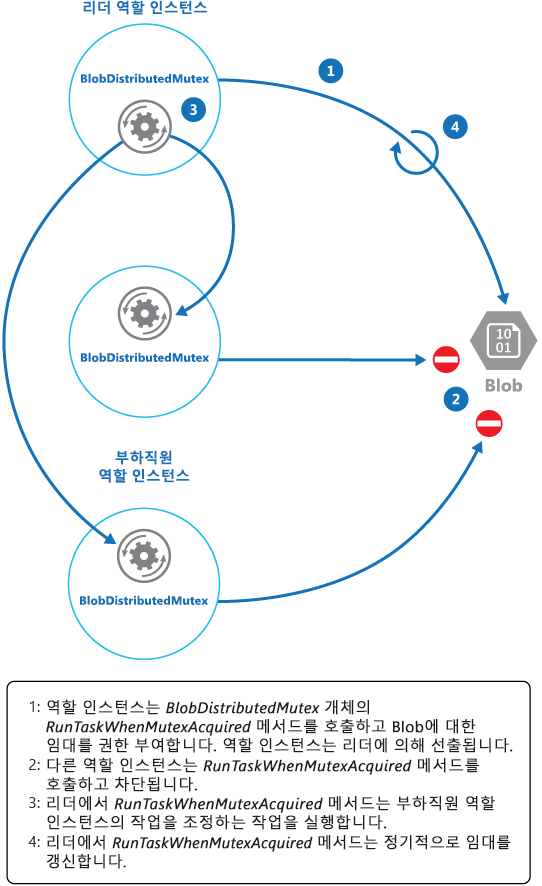 리더 역할 인스턴스
BlobDistributedMutex
1
3
4
BlobDistributedMutex
10
01
Blob
2
부하직원
역할 인스턴스
BlobDistributedMutex
1: 역할 인스턴스는 BlobDistributedMutex 개체의
RunTaskWhenMutexAcquired 메서드를 호출하고 Blob에 대한
임대를 권한 부여합니다. 역할 인스턴스는 리더에 의해 선출됩니다.
2: 다른 역할 인스턴스는 RunTaskWhenMutexAcquired 메서드를
호출하고 차단됩니다.
3: 리더에서 RunTaskWhenMutexAcquired 메서드는 부하직원 역할
인스턴스의 작업을 조정하는 작업을 실행합니다.
4: 리더에서 RunTaskWhenMutexAcquired 메서드는 정기적으로 임대를
갱신합니다.